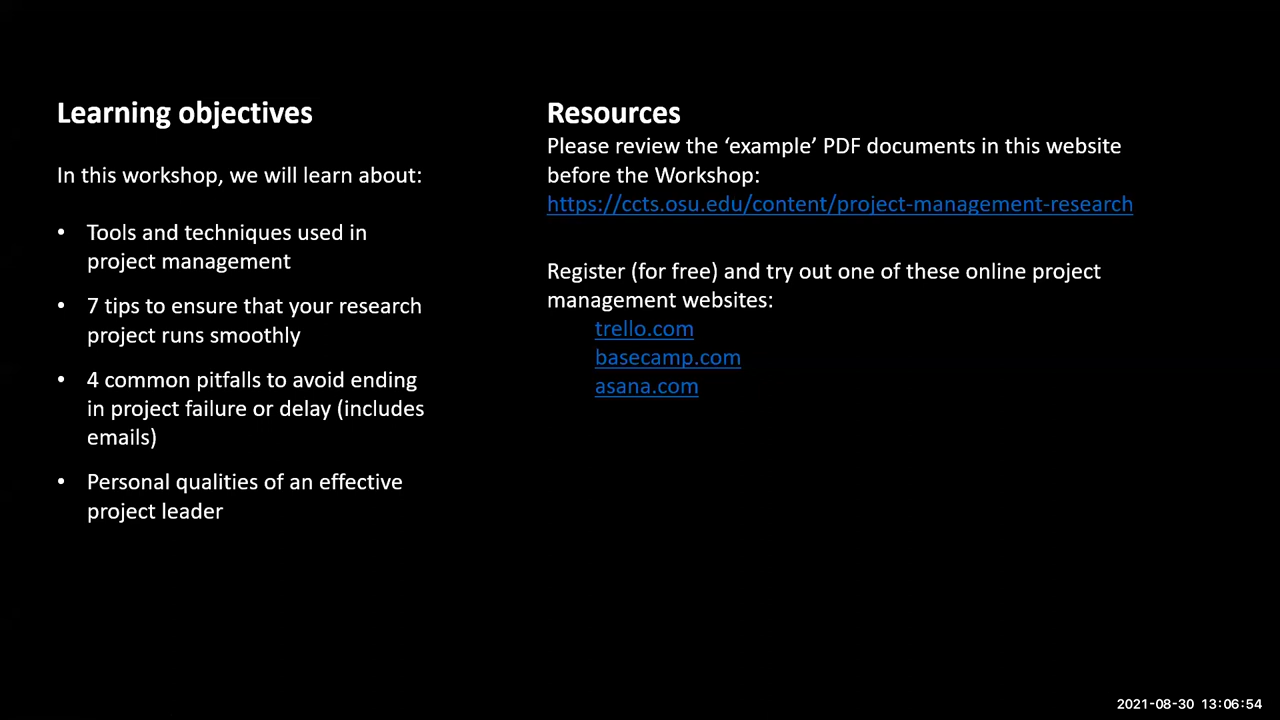 Learning objectives
In this workshop, we will learn about:
• Tools and techniques used in
project management
• 7 tips to ensure that your research
project runs smoothly
• 4 common pitfalls to avoid ending
in project failure or delay (includes
emails)
• Personal qualities of an effective
project leader
Resources
Please review the ‘example’ PDF documents in this website
before the Workshop:
https://ccts.osu.edu/content/project-management-research
Register (for free) and try out one of these online project
management websites:
trello.com
basecamp.com
asana.com
2021-08-30 13:06:54